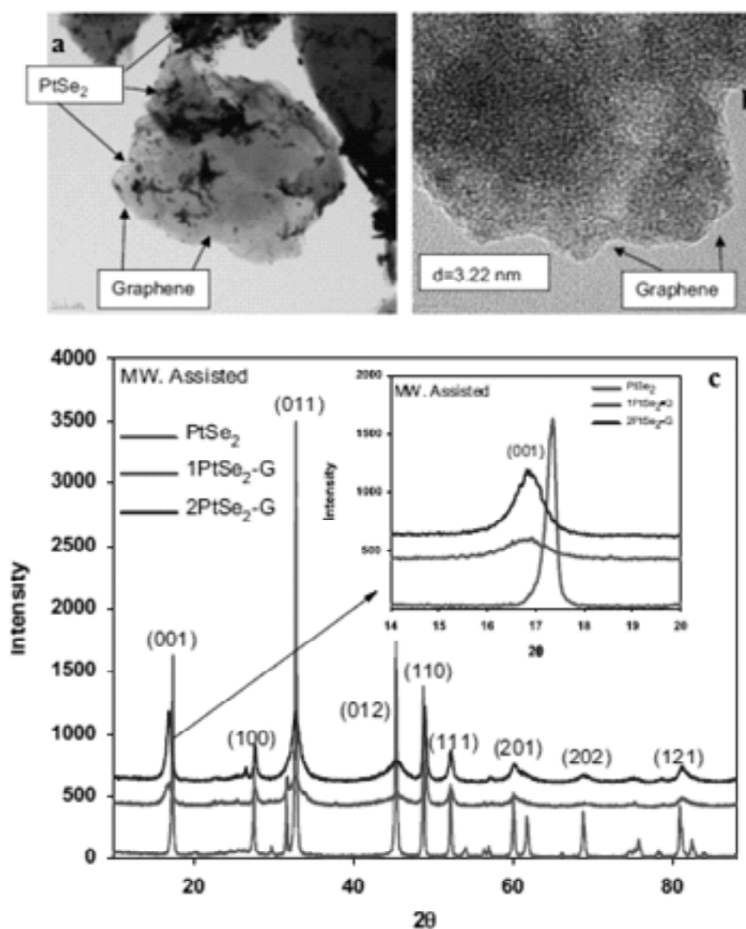 a
PtSe2
Graphene
d=3.22 nm
Graphene
c
MW. Assisted
PtSe2
1PtSe2-G
2PtSe2-G
(001)
(100)
(011)
(012)
(110)
(111)
(201)
(202)
(121)
4000
3500
3000
2500
2000
1500
1000
500
0
Intensity
20
40
60
80
2θ
MW. Assisted
PtSe2
1PtSe2-G
2PtSe2-G
(001)
2000
1500
1000
500
Intensity
14
15
16
17
18
19
20
2θ